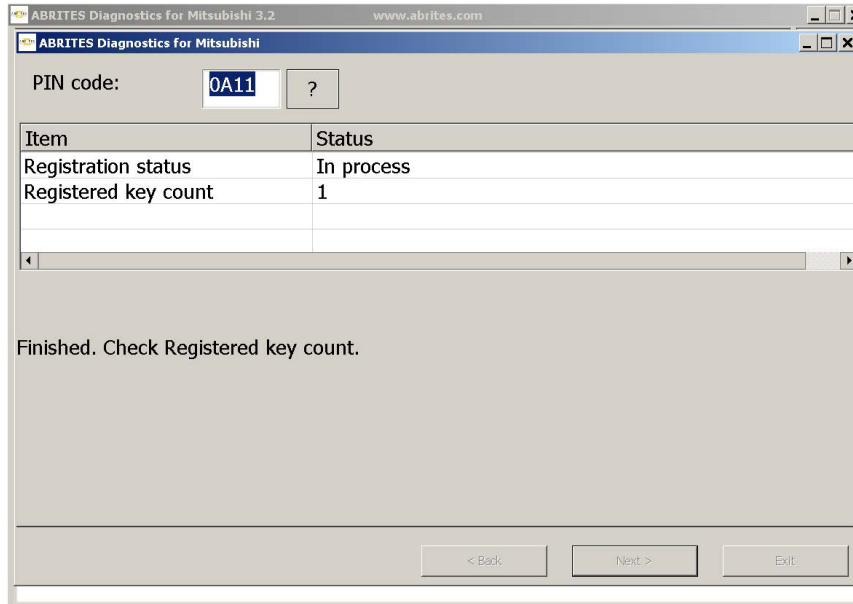 ABRITES Diagnostics for Mitsubishi 3.2 www.abrites.com
ABRITES Diagnostics for Mitsubishi
PIN code: 0A11 ?
Item Status
Registration status In process
Registered key count 1
Finished. Check Registered key count.
< Back Next > Exit